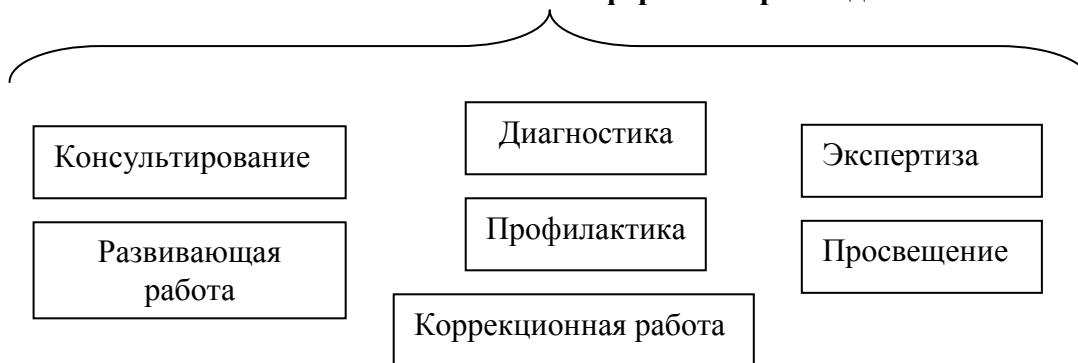 Консультирование
Диагностика
Экспертиза
Развивающая
работа
Профилактика
Просвещение
Коррекционная работа